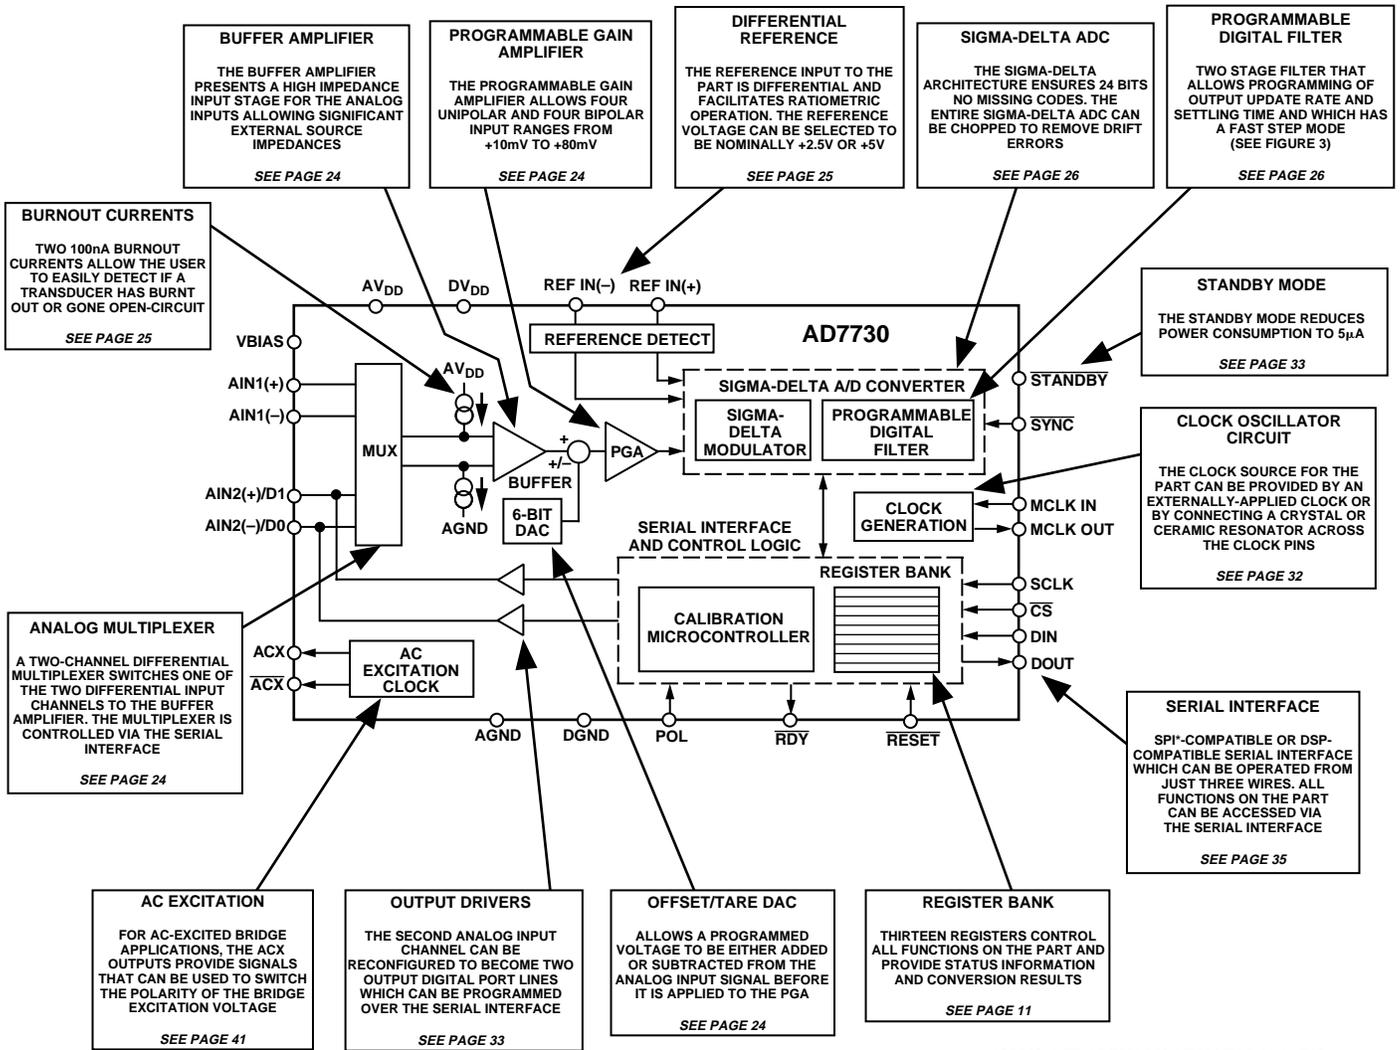 BUFFER AMPLIFIER
THE BUFFER AMPLIFIER
PRESENTS A HIGH IMPEDANCE
INPUT STAGE FOR THE ANALOG
INPUTS ALLOWING SIGNIFICANT
EXTERNAL SOURCE
IMPEDANCES
SEE PAGE 24
PROGRAMMABLE GAIN
AMPLIFIER
THE PROGRAMMABLE GAIN
AMPLIFIER ALLOWS FOUR
UNIPOLAR AND FOUR BIPOLAR
INPUT RANGES FROM
+10mV TO +80mV
SEE PAGE 24
DIFFERENTIAL
REFERENCE
THE REFERENCE INPUT TO THE
PART IS DIFFERENTIAL AND
FACILITATES RATIOMETRIC
OPERATION. THE REFERENCE
VOLTAGE CAN BE SELECTED TO
BE NOMINALLY +2.5V OR +5V
SEE PAGE 25
SIGMA-DELTA ADC
THE SIGMA-DELTA
ARCHITECTURE ENSURES 24 BITS
NO MISSING CODES. THE
ENTIRE SIGMA-DELTA ADC CAN
BE CHOPPED TO REMOVE DRIFT
ERRORS
SEE PAGE 26
PROGRAMMABLE
DIGITAL FILTER
TWO STAGE FILTER THAT
ALLOWS PROGRAMMING OF
OUTPUT UPDATE RATE AND
SETTLING TIME AND WHICH HAS
A FAST STEP MODE
(SEE FIGURE 3)
SEE PAGE 26
BURNOUT CURRENTS
TWO 100nA BURNOUT
CURRENTS ALLOW THE USER
TO EASILY DETECT IF A
TRANSDUCER HAS BURNT
OUT OR GONE OPEN-CIRCUIT
SEE PAGE 25
STANDBY MODE
THE STANDBY MODE REDUCES
POWER CONSUMPTION TO 5µA
SEE PAGE 33
AVDD
DVDD
REF IN(–)
REF IN(+)
VBIAS
AIN1(+)
AIN1(–)
AIN2(+)/D1
AIN2(–)/D0
REFERENCE DETECT
AD7730
MUX
AVDD
AGND
BUFFER
+
+/–
6-BIT
DAC
PGA
SIGMA-DELTA A/D CONVERTER
SIGMA-
DELTA
MODULATOR
PROGRAMMABLE
DIGITAL
FILTER
STANDBY
SYNC
CLOCK
GENERATION
MCLK IN
MCLK OUT
SERIAL INTERFACE
AND CONTROL LOGIC
REGISTER BANK
CALIBRATION
MICROCONTROLLER
SCLK
CS
DIN
DOUT
ACX
ACX
AC
EXCITATION
CLOCK
AGND
DGND
POL
RDY
RESET
CLOCK OSCILLATOR
CIRCUIT
THE CLOCK SOURCE FOR THE
PART CAN BE PROVIDED BY AN
EXTERNALLY-APPLIED CLOCK OR
BY CONNECTING A CRYSTAL OR
CERAMIC RESONATOR ACROSS
THE CLOCK PINS
SEE PAGE 32
ANALOG MULTIPLEXER
A TWO-CHANNEL DIFFERENTIAL
MULTIPLEXER SWITCHES ONE OF
THE TWO DIFFERENTIAL INPUT
CHANNELS TO THE BUFFER
AMPLIFIER. THE MULTIPLEXER IS
CONTROLLED VIA THE SERIAL
INTERFACE
SEE PAGE 24
SERIAL INTERFACE
SPI*-COMPATIBLE OR DSP-
COMPATIBLE SERIAL INTERFACE
WHICH CAN BE OPERATED FROM
JUST THREE WIRES. ALL
FUNCTIONS ON THE PART
CAN BE ACCESSED VIA
THE SERIAL INTERFACE
SEE PAGE 35
AC EXCITATION
FOR AC-EXCITED BRIDGE
APPLICATIONS, THE ACX
OUTPUTS PROVIDE SIGNALS
THAT CAN BE USED TO SWITCH
THE POLARITY OF THE BRIDGE
EXCITATION VOLTAGE
SEE PAGE 41
OUTPUT DRIVERS
THE SECOND ANALOG INPUT
CHANNEL CAN BE
RECONFIGURED TO BECOME TWO
OUTPUT DIGITAL PORT LINES
WHICH CAN BE PROGRAMMED
OVER THE SERIAL INTERFACE
SEE PAGE 33
OFFSET/TARE DAC
ALLOWS A PROGRAMMED
VOLTAGE TO BE EITHER ADDED
OR SUBTRACTED FROM THE
ANALOG INPUT SIGNAL BEFORE
IT IS APPLIED TO THE PGA
SEE PAGE 24
REGISTER BANK
THIRTEEN REGISTERS CONTROL
ALL FUNCTIONS ON THE PART AND
PROVIDE STATUS INFORMATION
AND CONVERSION RESULTS
SEE PAGE 11